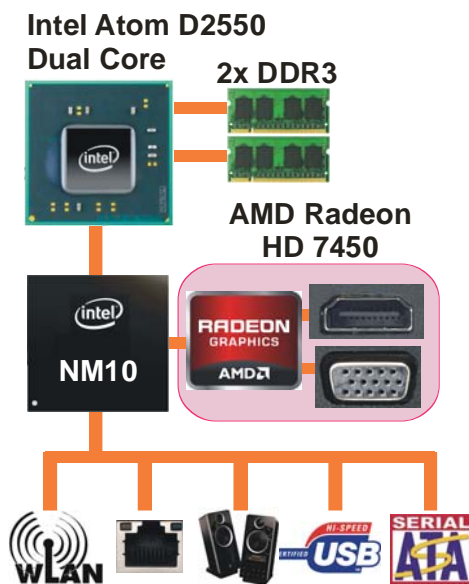 Intel Atom D2550
Dual Core
2x DDR3
intel
AMD Radeon
HD 7450
intel
NM10
RADEON
GRAPHICS
AMD
WLAN
HI-SPEED
CERTIFIED
USB
SERIAL
ATA